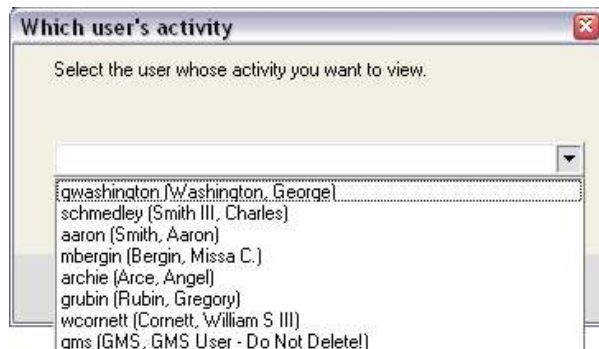 Which user's activity
Select the user whose activity you want to view.
gwashington (Washington, George)
schmedley (Smith III, Charles)
aaron (Smith, Aaron)
mbergin (Bergin, Missa C.)
archie (Arce, Angel)
grubin (Rubin, Gregory)
wcornett (Cornett, William S III)
gms (GMS, GMS User - Do Not Delete!)